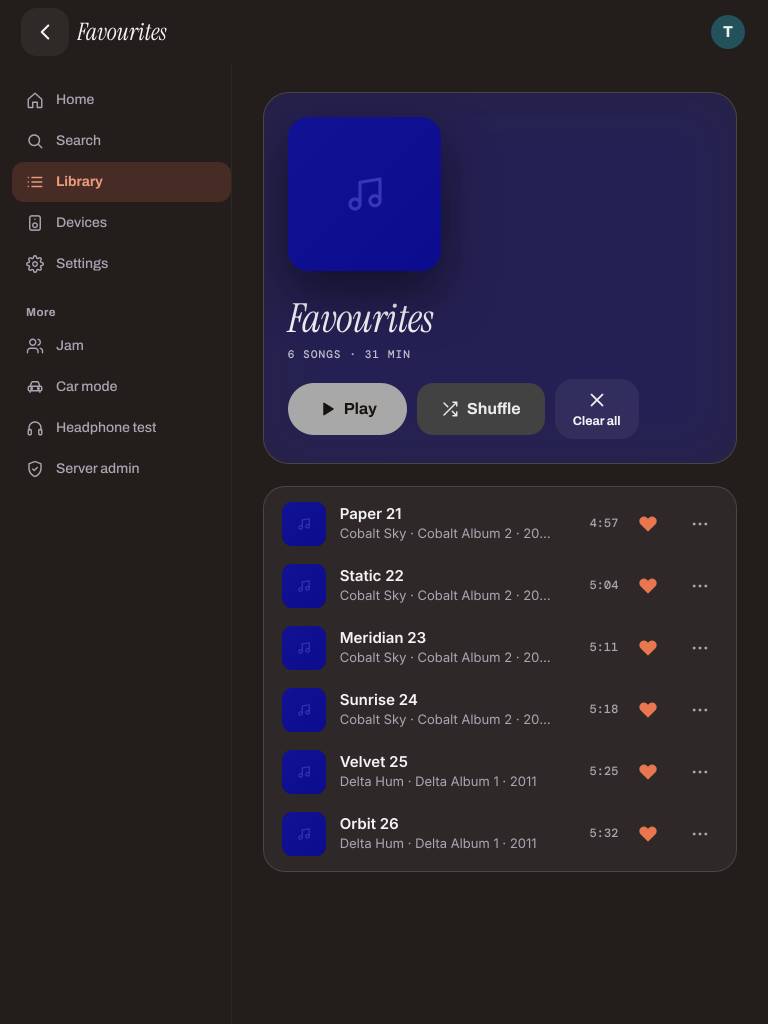 Favourites
T
Home
Search
Library
Devices
Settings
More
Jam
Car mode
Headphone test
Server admin
Favourites
6 SONGS · 31 MIN
Play
Shuffle
Clear all
Paper 21
Cobalt Sky · Cobalt Album 2 · 20...
4:57
Static 22
Cobalt Sky · Cobalt Album 2 · 20...
5:04
Meridian 23
Cobalt Sky · Cobalt Album 2 · 20...
5:11
Sunrise 24
Cobalt Sky · Cobalt Album 2 · 20...
5:18
Velvet 25
Delta Hum · Delta Album 1 · 2011
5:25
Orbit 26
Delta Hum · Delta Album 1 · 2011
5:32